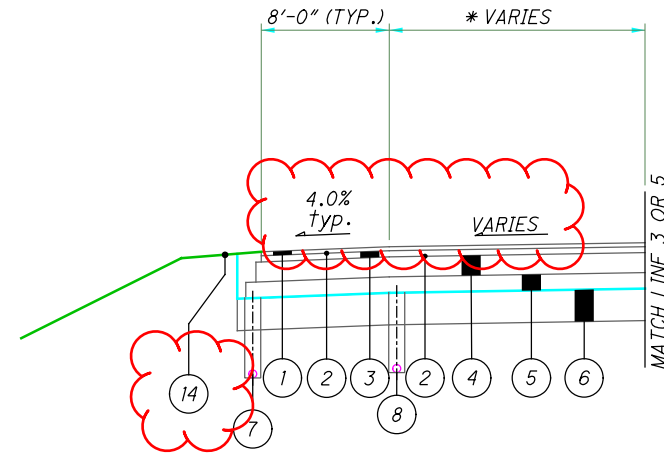 8'-0" (TYP.)
* VARIES
4.0%
typ.
VARIES
MATCH LINE 3 OR 5
14
7
1
2
3
8
2
4
5
6